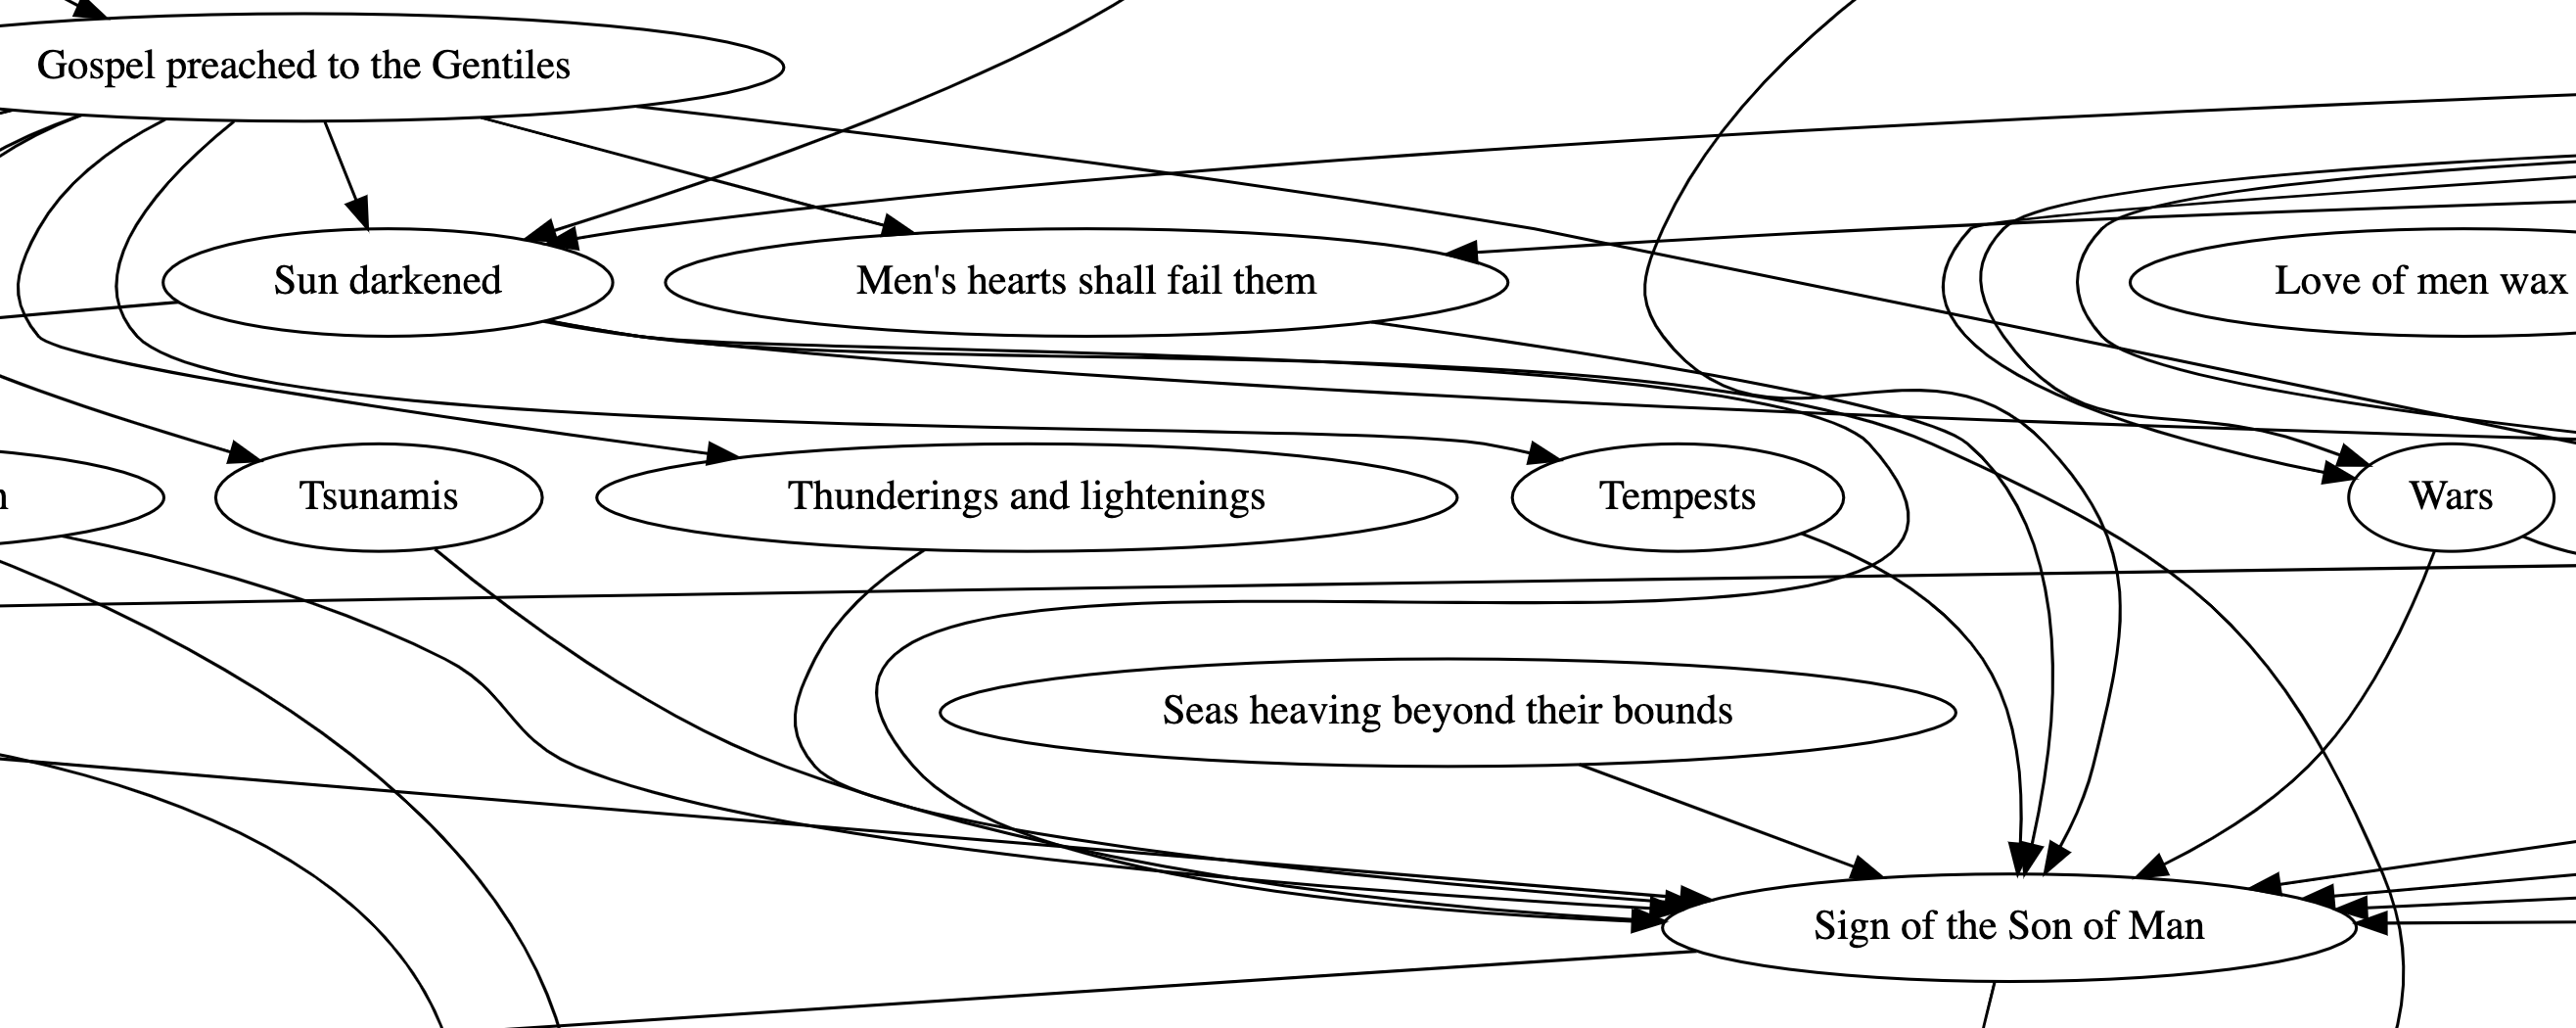 Gospel preached to the Gentiles
Sun darkened
Men's hearts shall fail them
Love of men wax
n
Tsunamis
Thunderings and lightenings
Tempests
Wars
Seas heaving beyond their bounds
Sign of the Son of Man